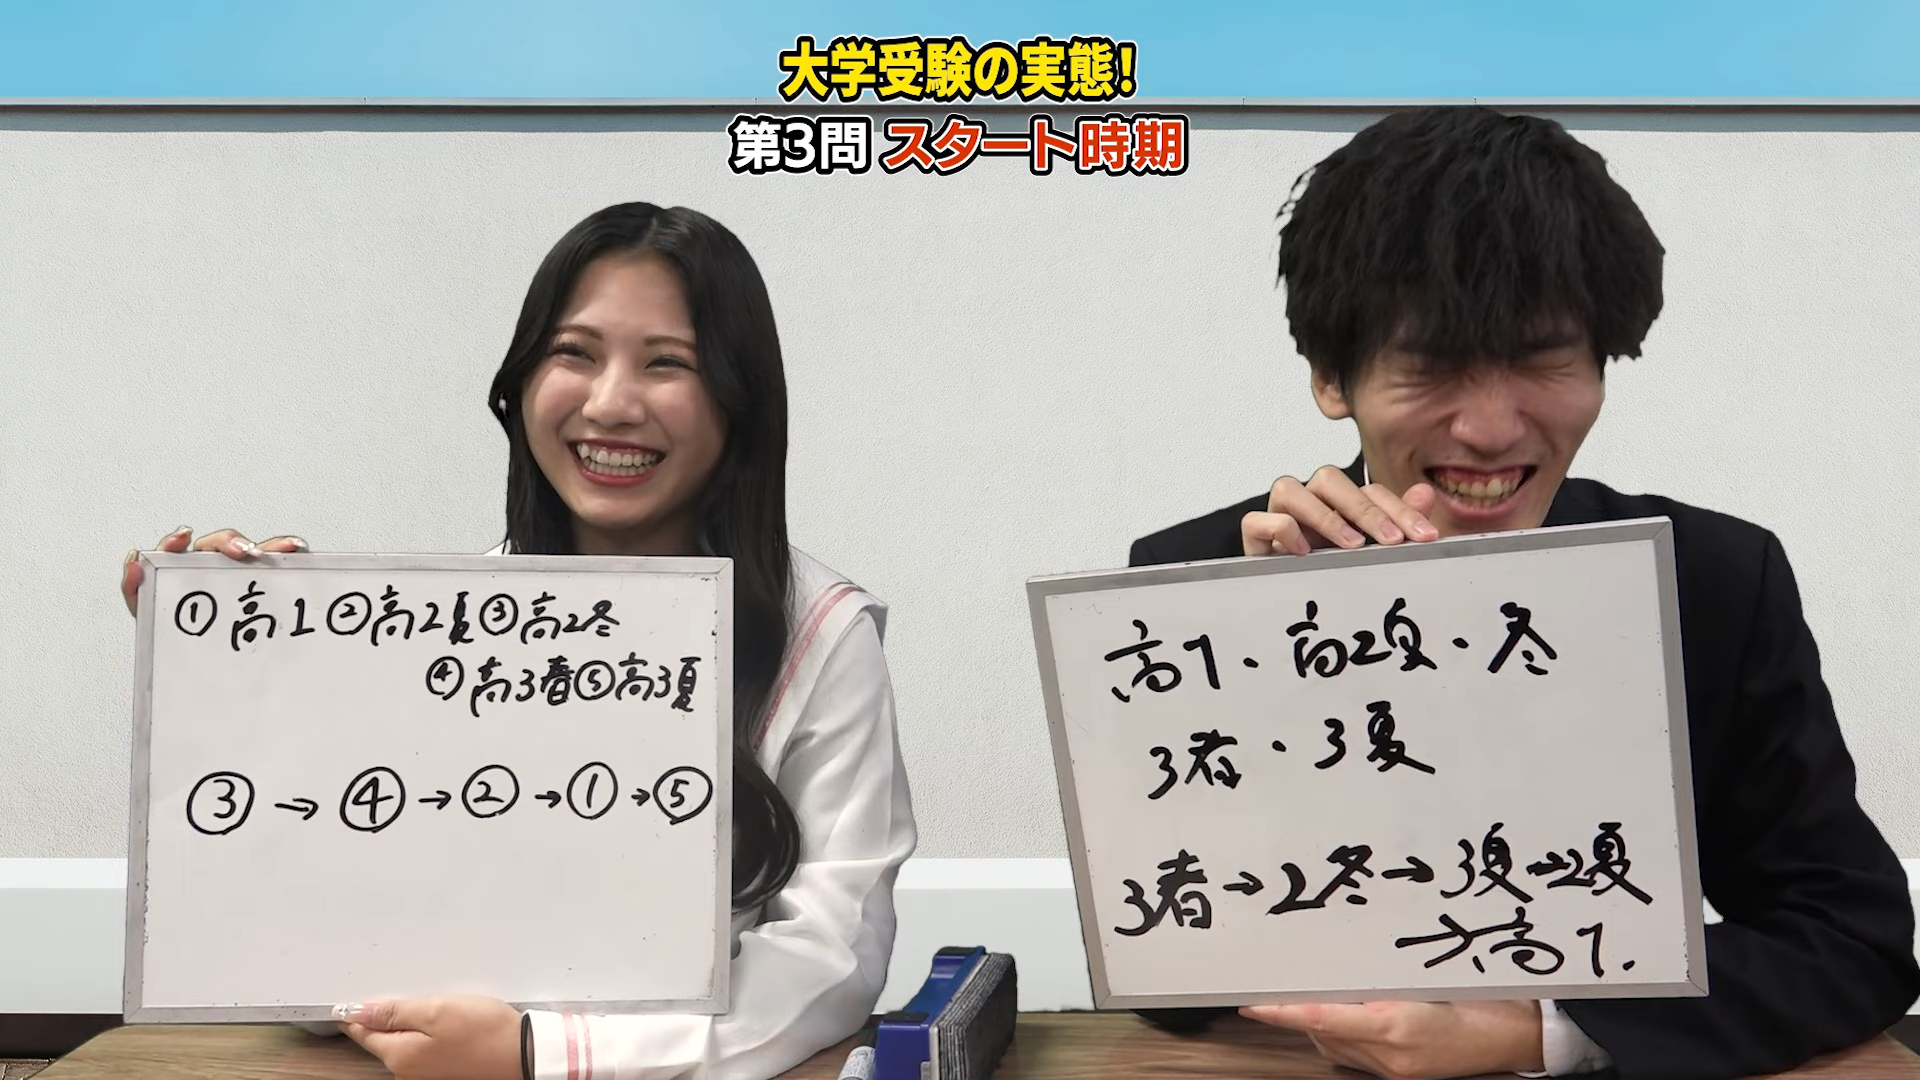 大学受験の実態!
第3問 スタート時期
① 高1 ② 高2夏 ③ 高2冬
④ 高3春 ⑤ 高3夏
③ → ④ → ② → ① → ⑤
高1・高2夏・冬
3春・3夏
3春→2冬→3夏→2夏
→高1.